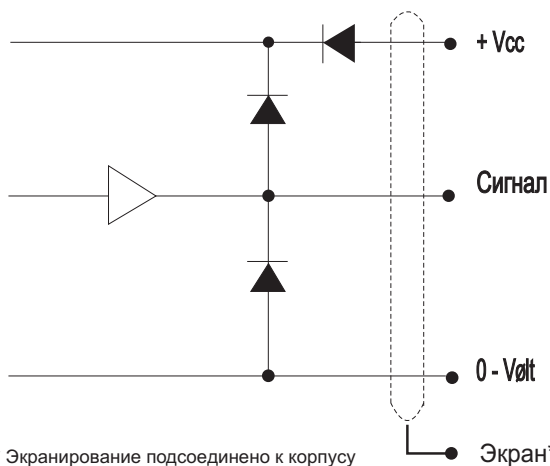 + Vcc
Сигнал
0 - Vølt
Экран*
Экранирование подсоединено к корпусу